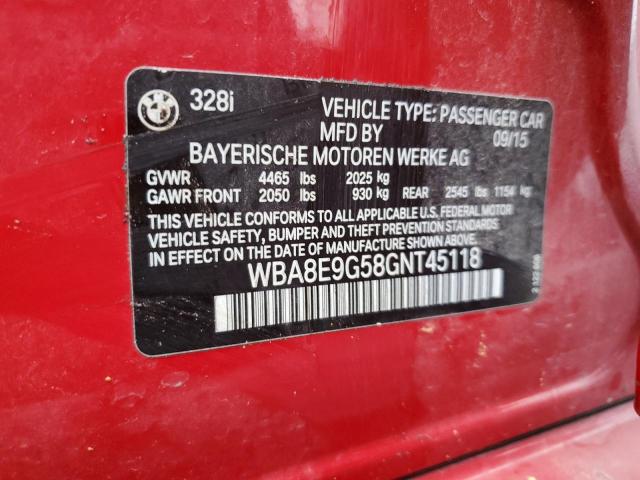 BMW 328i VEHICLE TYPE: PASSENGER CAR
MFD BY 09/15
BAYERISCHE MOTOREN WERKE AG
GVWR 4465 lbs 2025 kg
GAWR FRONT 2050 lbs 930 kg REAR 2545 lbs 1154 kg
THIS VEHICLE CONFORMS TO ALL APPLICABLE U.S. FEDERAL MOTOR
VEHICLE SAFETY, BUMPER AND THEFT PREVENTION STANDARDS
IN EFFECT ON THE DATE OF MANUFACTURE SHOWN ABOVE.
WBA8E9G58GNT45118